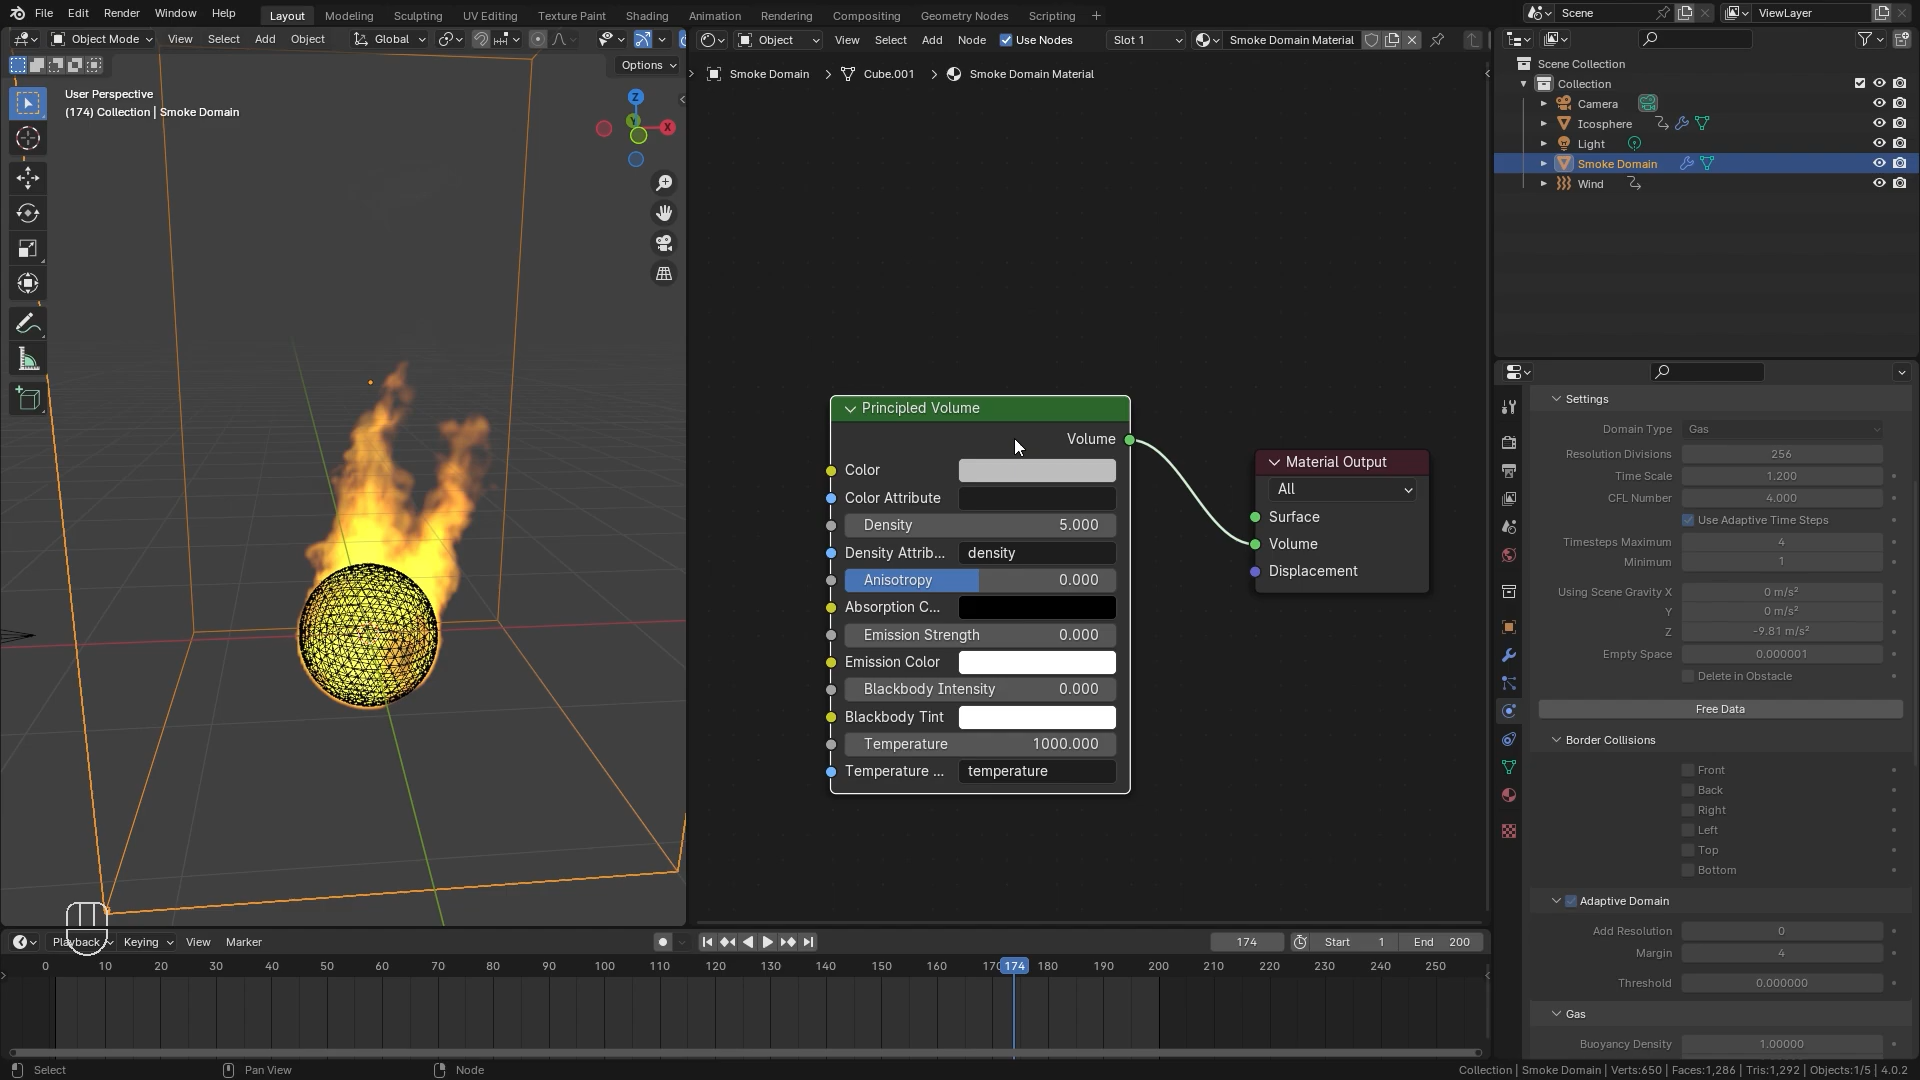 File Edit Render Window Help
Layout Modeling Sculpting UV Editing Texture Paint Shading Animation Rendering Compositing Geometry Nodes Scripting +
Scene
ViewLayer
Object Mode View Select Add Object Global
Options
User Perspective
(174) Collection | Smoke Domain
Z
Y
X
Object View Select Add Node Use Nodes Slot 1 Smoke Domain Material
Smoke Domain > Cube.001 > Smoke Domain Material
Principled Volume
Volume
Color
Color Attribute
Density 5.000
Density Attrib... density
Anisotropy 0.000
Absorption C...
Emission Strength 0.000
Emission Color
Blackbody Intensity 0.000
Blackbody Tint
Temperature 1000.000
Temperature ... temperature
Material Output
All
Surface
Volume
Displacement
Scene Collection
Collection
Camera
Icosphere
Light
Smoke Domain
Wind
Settings
Domain Type Gas
Resolution Divisions 256
Time Scale 1.200
CFL Number 4.000
Use Adaptive Time Steps
Timesteps Maximum 4
Minimum 1
Using Scene Gravity X 0 m/s²
Y 0 m/s²
Z -9.81 m/s²
Empty Space 0.000001
Delete in Obstacle
Free Data
Border Collisions
Front
Back
Right
Left
Top
Bottom
Adaptive Domain
Add Resolution 0
Margin 4
Threshold 0.000000
Gas
Buoyancy Density 1.00000
Playback Keying View Marker
174 Start 1 End 200
0 10 20 30 40 50 60 70 80 90 100 110 120 130 140 150 160 170 174 180 190 200 210 220 230 240 250
Select Pan View Node
Collection | Smoke Domain | Verts:650 | Faces:1,286 | Tris:1,292 | Objects:1/5 | 4.0.2